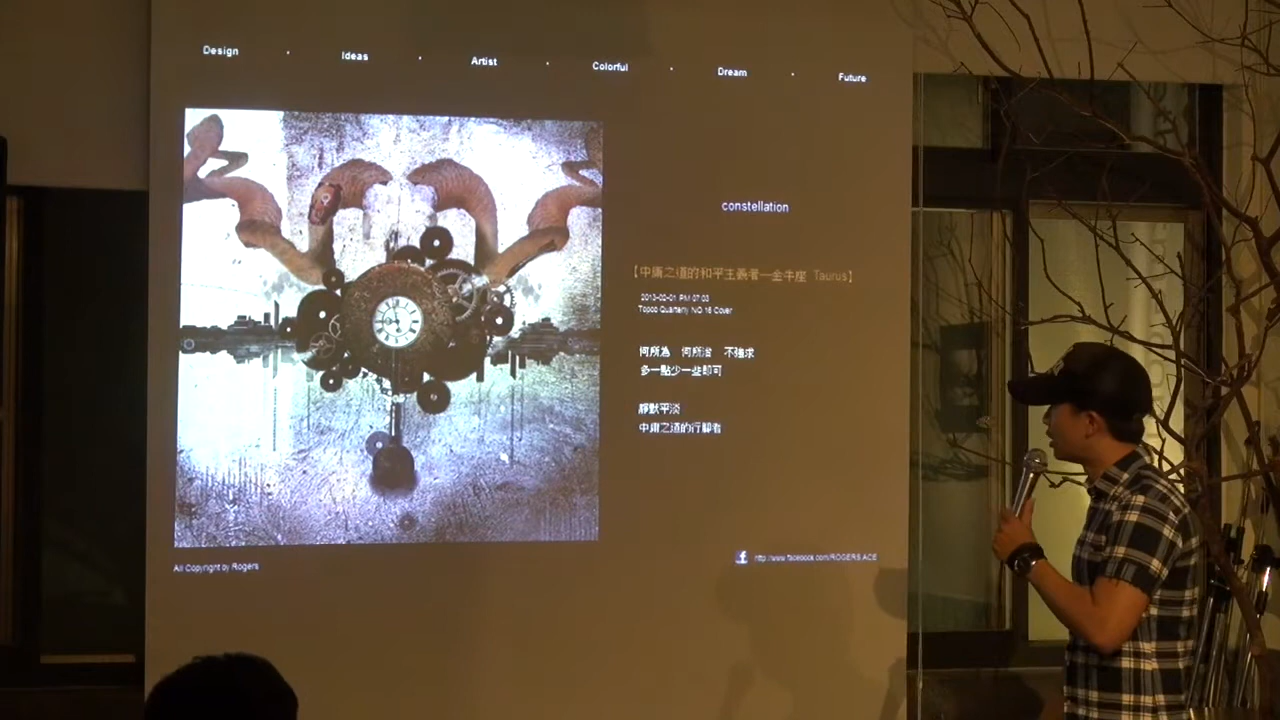 Design · Ideas · Artist · Colorful · Dream · Future
constellation
【中庸之道的和平主義者—金牛座 Taurus】
2013-02-01 PM 07:03
Topco Quarterly NO 16 Cover
何所為 何所治 不強求
多一點少一些即可
靜默平淡
中庸之道的行腳者
All Copyright by Rogers
http://www.facebook.com/ROGERS.ACE